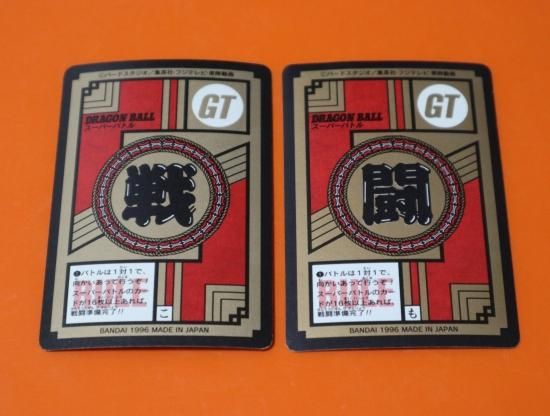 ©バードスタジオ/集英社・フジテレビ・東映動画
GT
DRAGON BALL
スーパーバトル
戦
❶バトルは1対1で、
向かいあって行うぞ!
スーパーバトルのカー
ドが16枚以上あれば、
戦闘準備完了!!
こ
BANDAI 1996 MADE IN JAPAN
©バードスタジオ/集英社・フジテレビ・東映動画
GT
DRAGON BALL
スーパーバトル
闘
❶バトルは1対1で、
向かいあって行うぞ!
スーパーバトルのカー
ドが16枚以上あれば、
戦闘準備完了!!
も
BANDAI 1996 MADE IN JAPAN